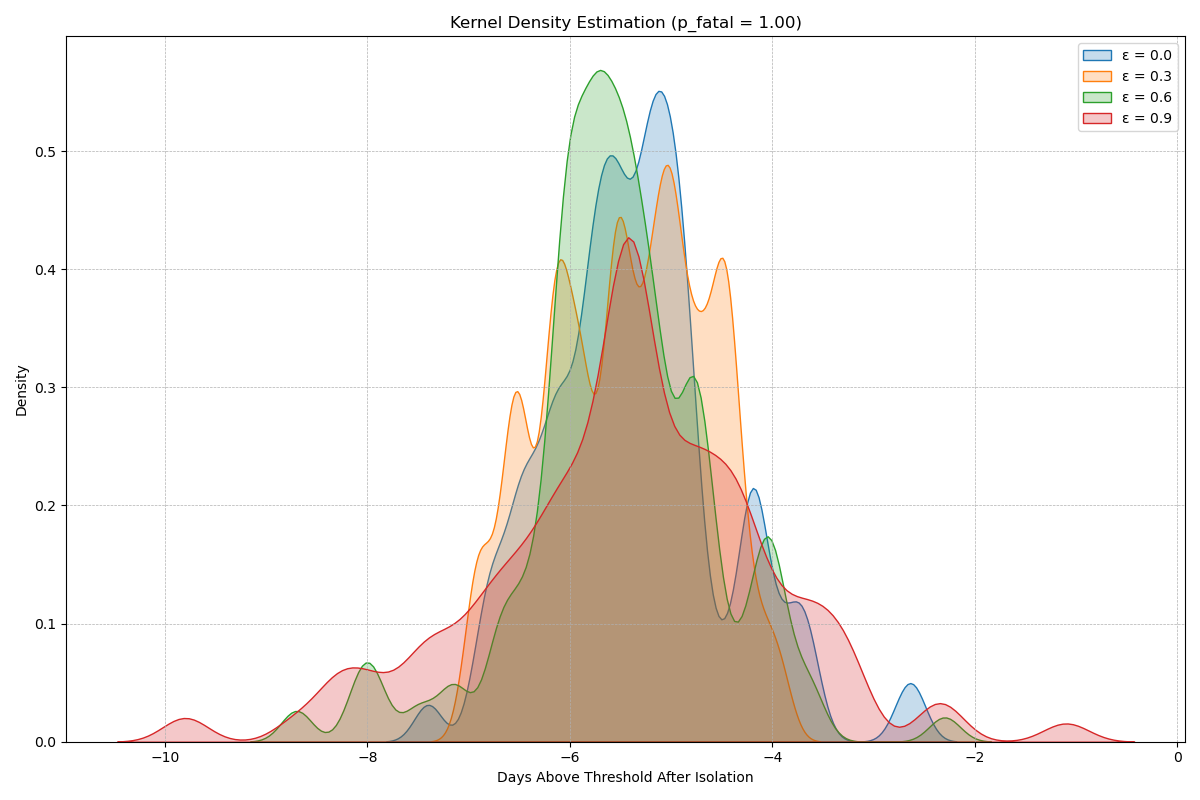 Kernel Density Estimation (p_fatal = 1.00)
ε = 0.0
ε = 0.3
ε = 0.6
ε = 0.9
Density
0.5
0.4
0.3
0.2
0.1
0.0
−10
−8
−6
−4
−2
0
Days Above Threshold After Isolation